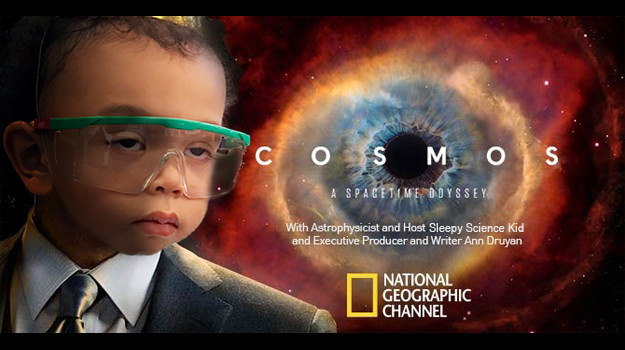 COSMOS
A SPACETIME ODYSSEY
With Astrophysicist and Host Sleepy Science Kid
and Executive Producer and Writer Ann Druyan
NATIONAL
GEOGRAPHIC
CHANNEL